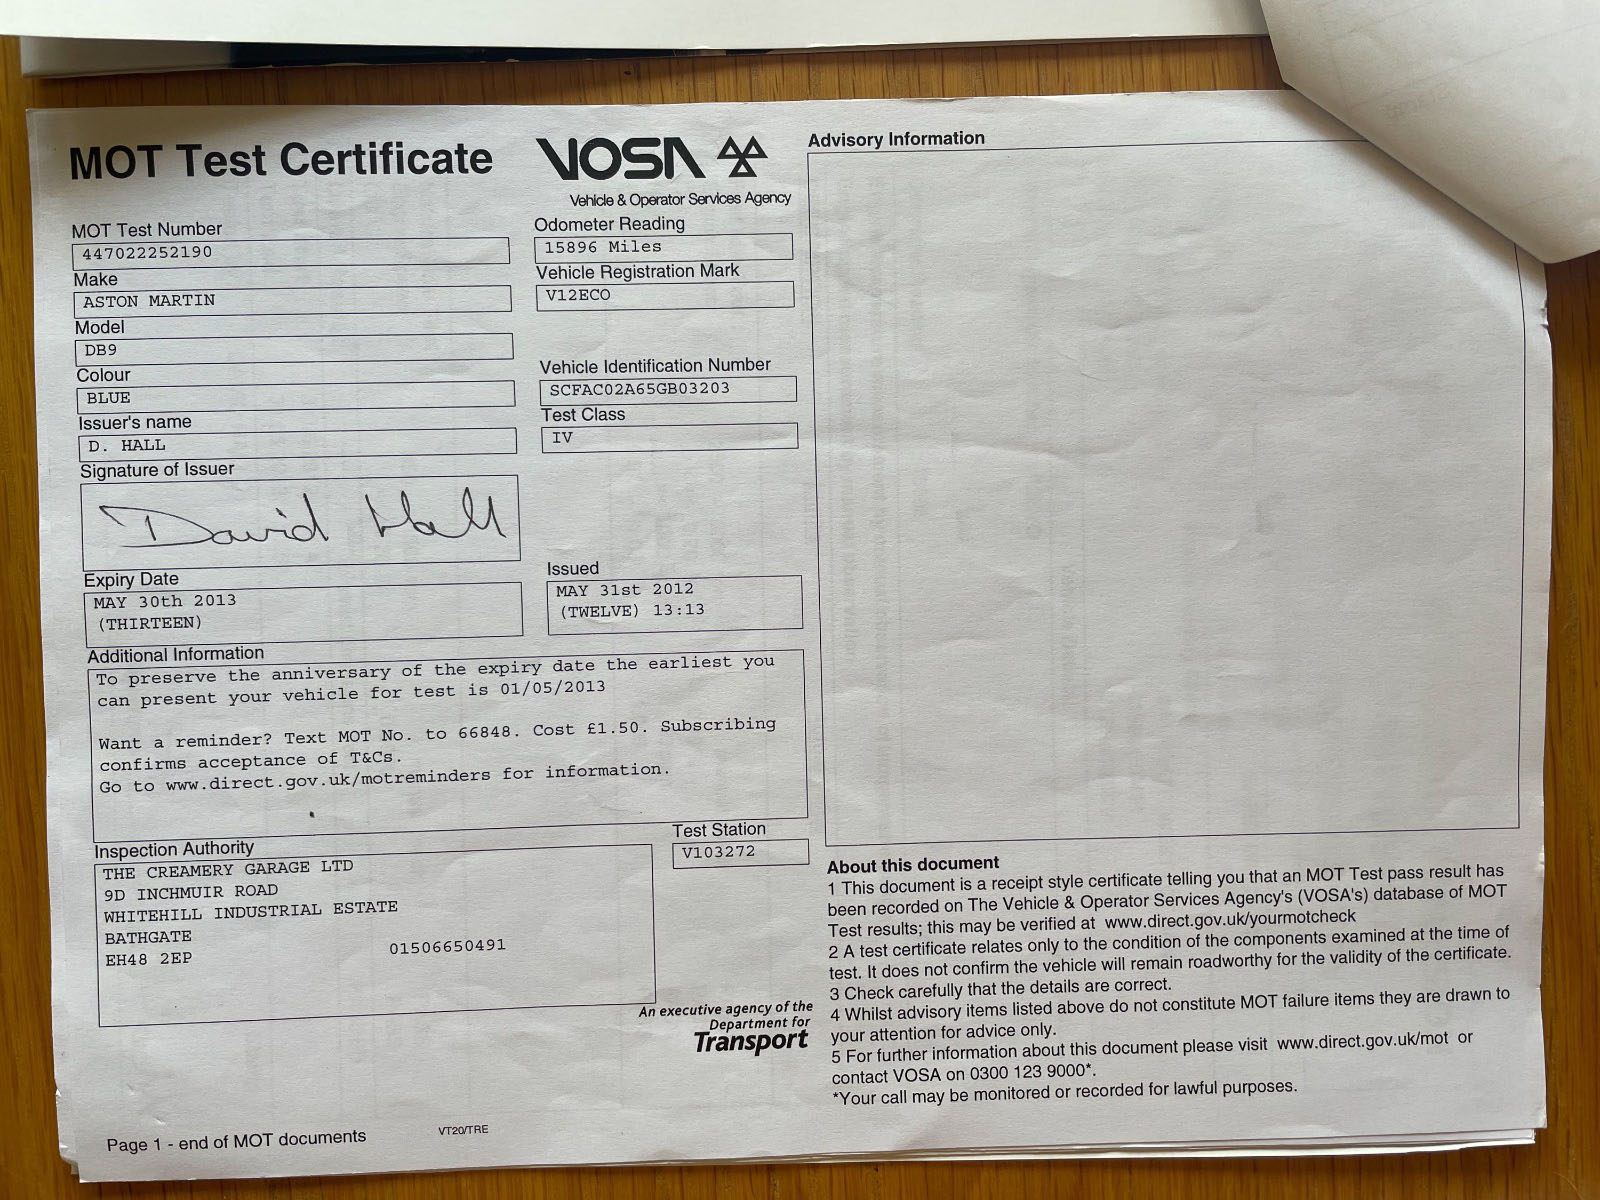 MOT Test Certificate
VOSA
Vehicle & Operator Services Agency
MOT Test Number
447022252190
Odometer Reading
15896 Miles
Make
ASTON MARTIN
Vehicle Registration Mark
V12ECO
Model
DB9
Colour
BLUE
Vehicle Identification Number
SCFAC02A65GB03203
Issuer's name
D. HALL
Test Class
IV
Signature of Issuer
David Hall
Expiry Date
MAY 30th 2013
(THIRTEEN)
Issued
MAY 31st 2012
(TWELVE) 13:13
Additional Information
To preserve the anniversary of the expiry date the earliest you
can present your vehicle for test is 01/05/2013
Want a reminder? Text MOT No. to 66848. Cost £1.50. Subscribing
confirms acceptance of T&Cs.
Go to www.direct.gov.uk/motreminders for information.
Inspection Authority
THE CREAMERY GARAGE LTD
9D INCHMUIR ROAD
WHITEHILL INDUSTRIAL ESTATE
BATHGATE
EH48 2EP
01506650491
Test Station
V103272
An executive agency of the
Department for
Transport
Page 1 - end of MOT documents
VT20/TRE
Advisory Information
About this document
1 This document is a receipt style certificate telling you that an MOT Test pass result has
been recorded on The Vehicle & Operator Services Agency's (VOSA's) database of MOT
Test results; this may be verified at www.direct.gov.uk/yourmotcheck
2 A test certificate relates only to the condition of the components examined at the time of
test. It does not confirm the vehicle will remain roadworthy for the validity of the certificate.
3 Check carefully that the details are correct.
4 Whilst advisory items listed above do not constitute MOT failure items they are drawn to
your attention for advice only.
5 For further information about this document please visit www.direct.gov.uk/mot or
contact VOSA on 0300 123 9000*.
*Your call may be monitored or recorded for lawful purposes.